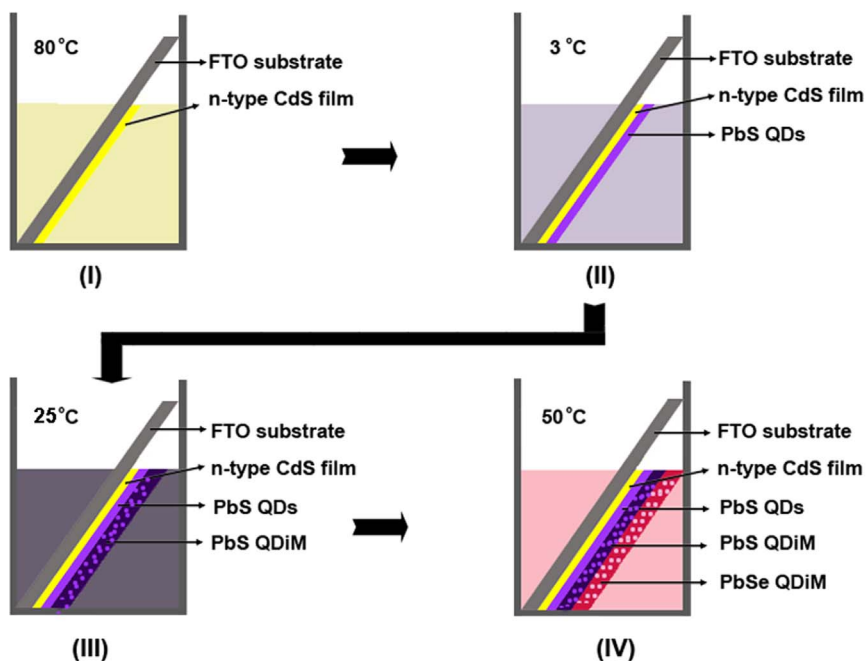 80°C
FTO substrate
n-type CdS film
(I)
3 °C
FTO substrate
n-type CdS film
PbS QDs
(II)
25°C
FTO substrate
n-type CdS film
PbS QDs
PbS QDiM
(III)
50°C
FTO substrate
n-type CdS film
PbS QDs
PbS QDiM
PbSe QDiM
(IV)